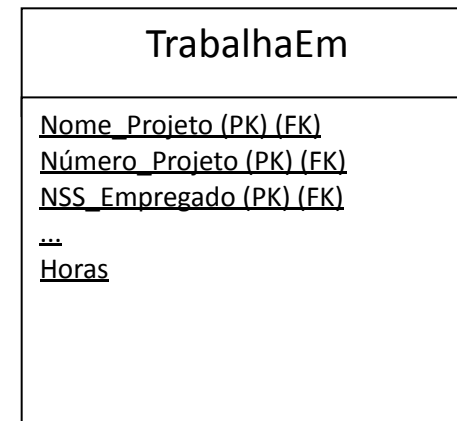 TrabalhaEm
Nome_Projeto (PK) (FK)
Número_Projeto (PK) (FK)
NSS_Empregado (PK) (FK)
...
Horas